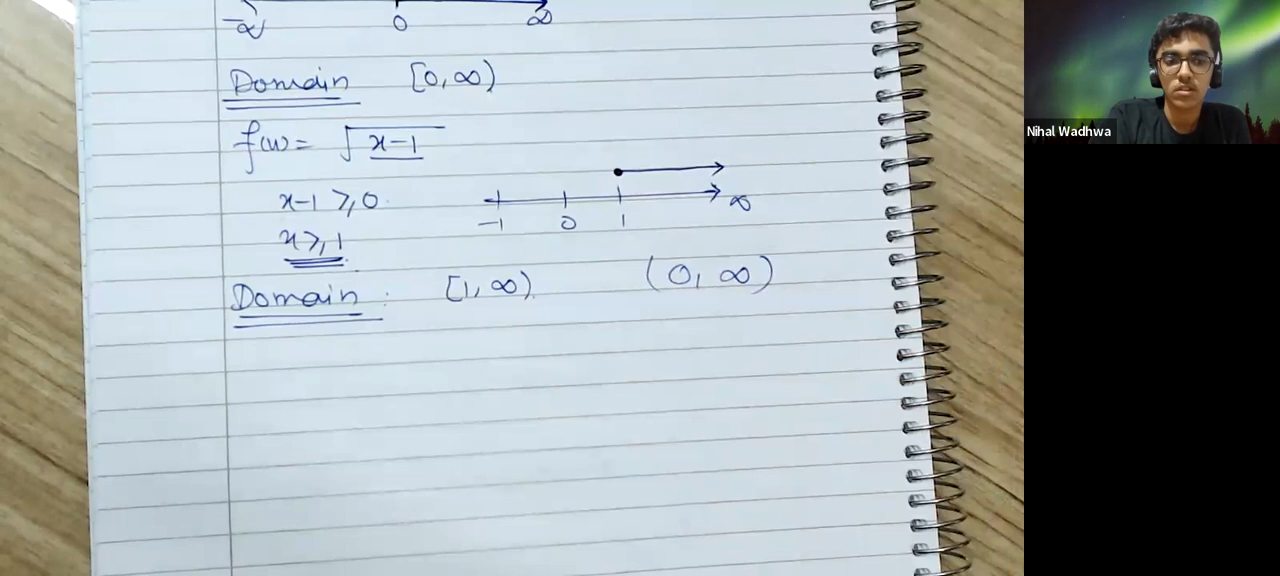 -∞ 0 ∞
Domain [0, ∞)
f(x) = √x-1
x-1 ≥ 0
-1 0 1 ∞
x ≥ 1
Domain : [1, ∞) (0, ∞)
Nihal Wadhwa